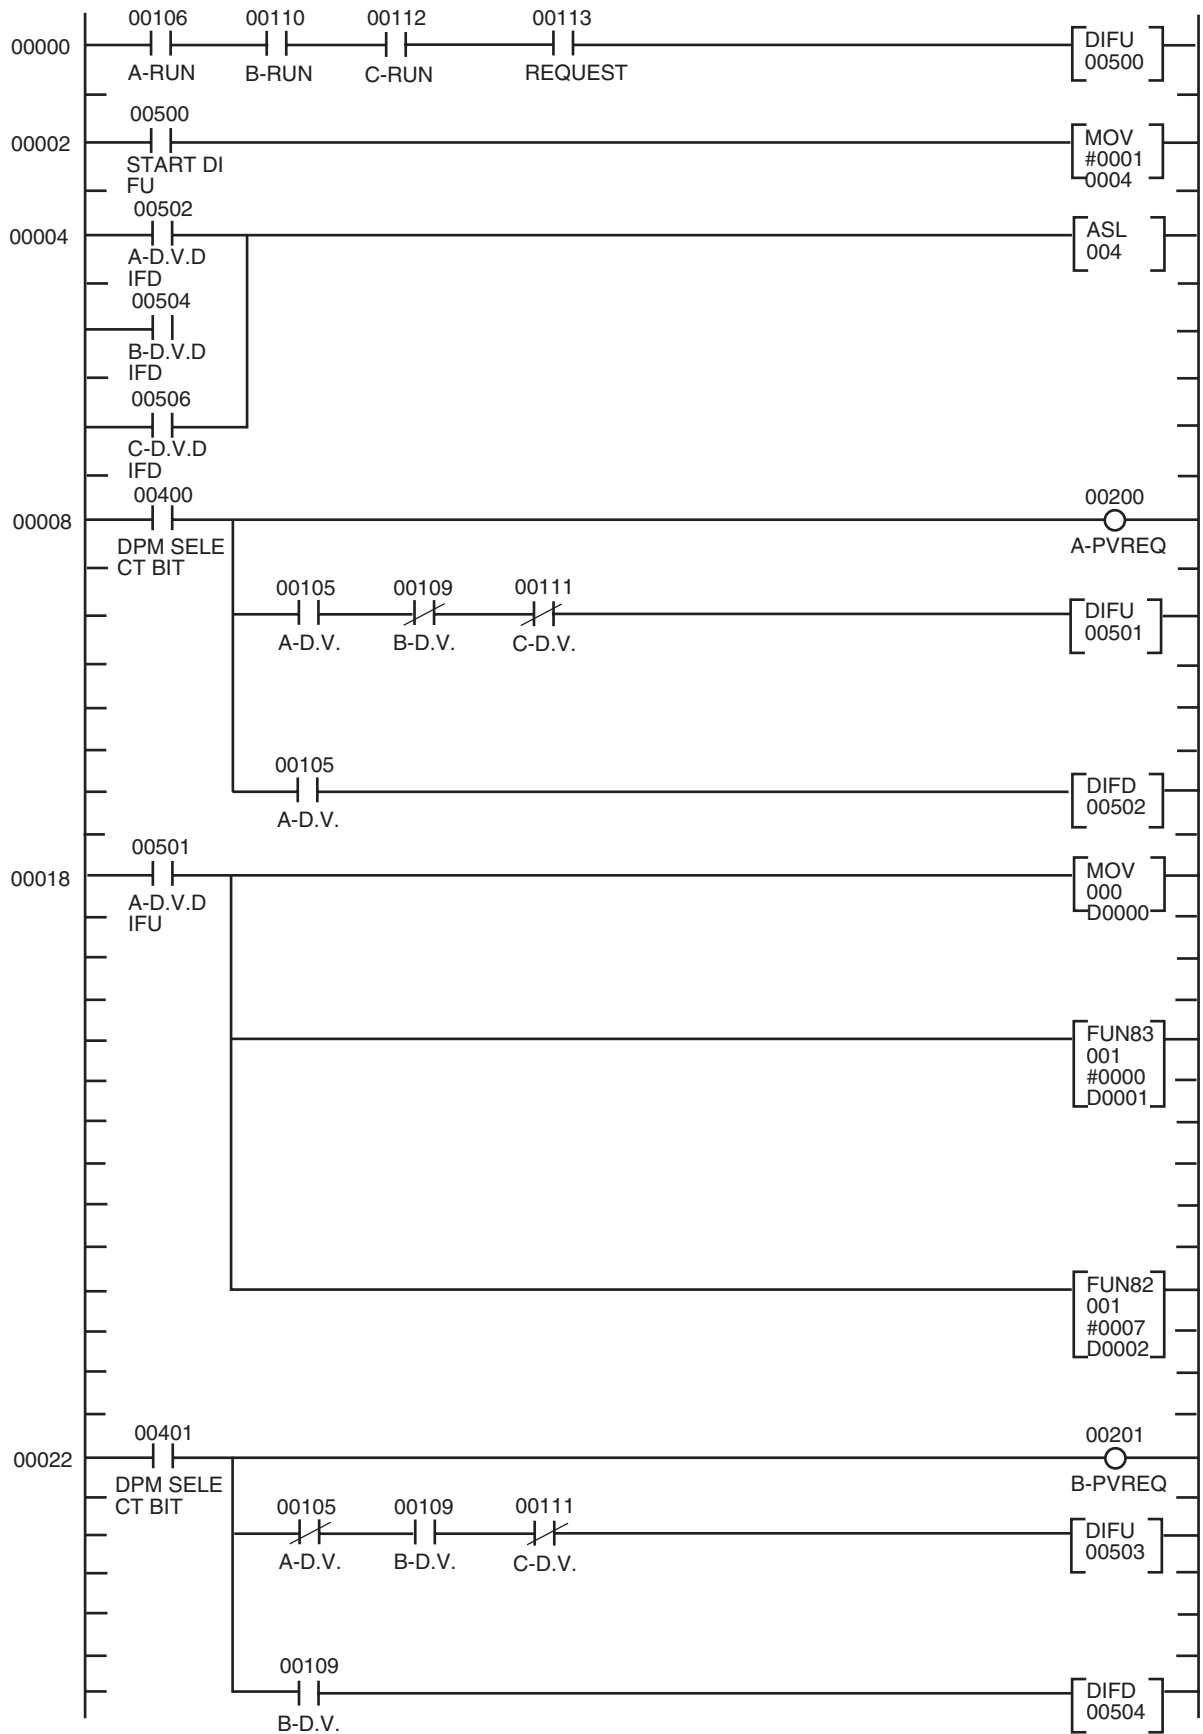 00106 00110 00112 00113
00000 DIFU
00500
A-RUN B-RUN C-RUN REQUEST
00500
00002 MOV
#0001
0004
START DI
FU
00502
00004 ASL
004
A-D.V.D
IFD
00504
B-D.V.D
IFD
00506
C-D.V.D
IFD
00400 00200
00008
DPM SELE A-PVREQ
CT BIT
00105 00109 00111
DIFU
00501
A-D.V. B-D.V. C-D.V.
00105
DIFD
00502
A-D.V.
00501
00018 MOV
000
D0000
A-D.V.D
IFU
FUN83
001
#0000
D0001
FUN82
001
#0007
D0002
00401 00201
00022
DPM SELE B-PVREQ
CT BIT
00105 00109 00111
DIFU
00503
A-D.V. B-D.V. C-D.V.
00109
DIFD
00504
B-D.V.